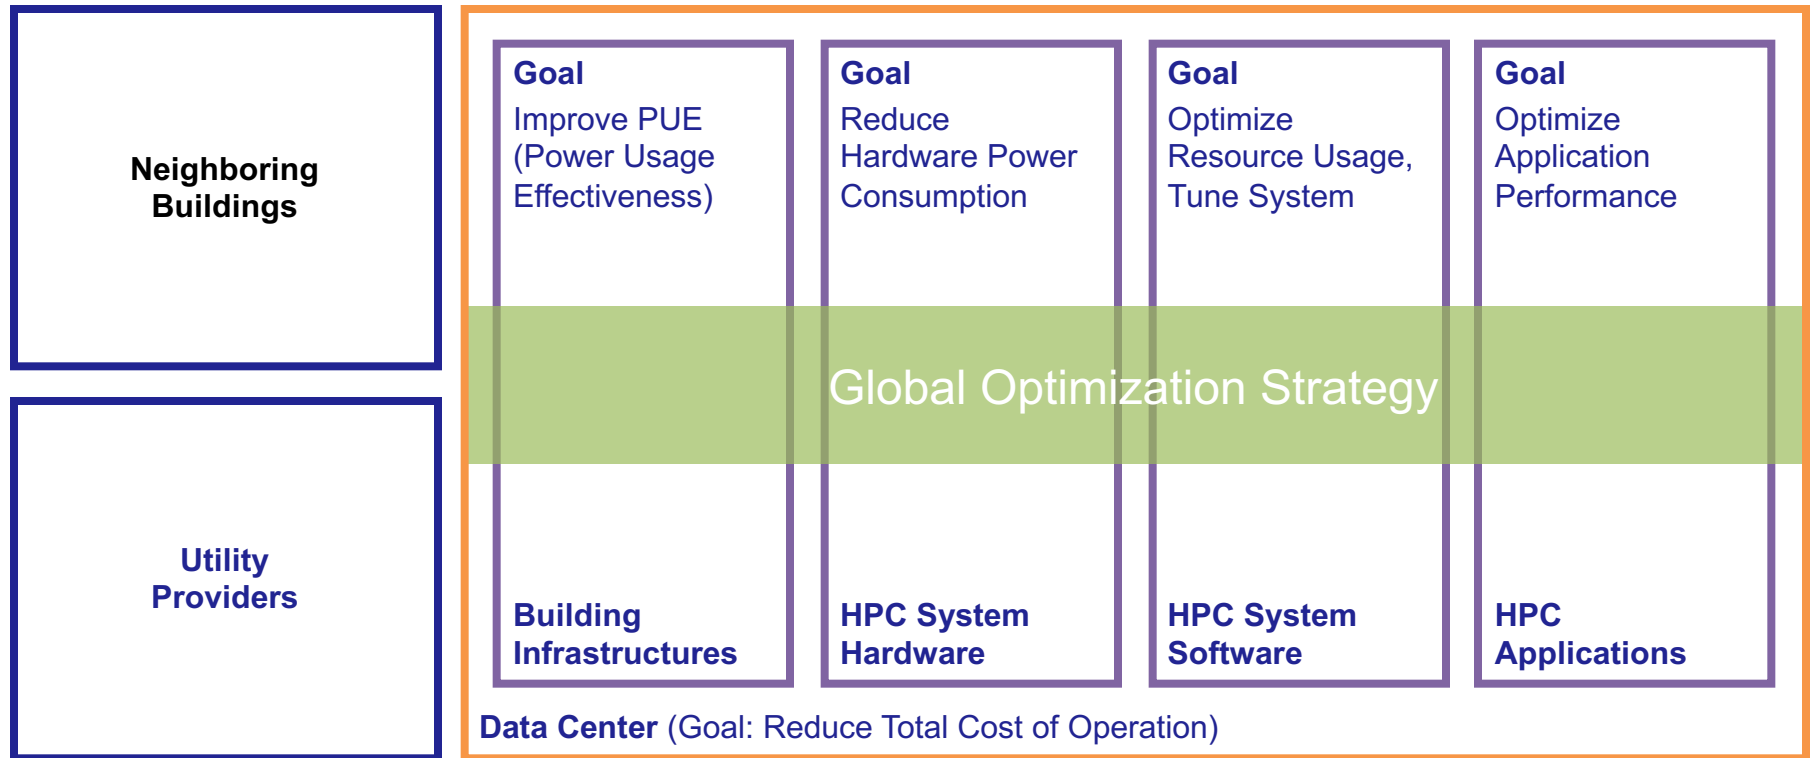 Neighboring
Buildings
Utility
Providers
Goal
Improve PUE
(Power Usage
Effectiveness)
Building
Infrastructures
Goal
Reduce
Hardware Power
Consumption
HPC System
Hardware
Goal
Optimize
Resource Usage,
Tune System
HPC System
Software
Goal
Optimize
Application
Performance
HPC
Applications
Global Optimization Strategy
Data Center (Goal: Reduce Total Cost of Operation)